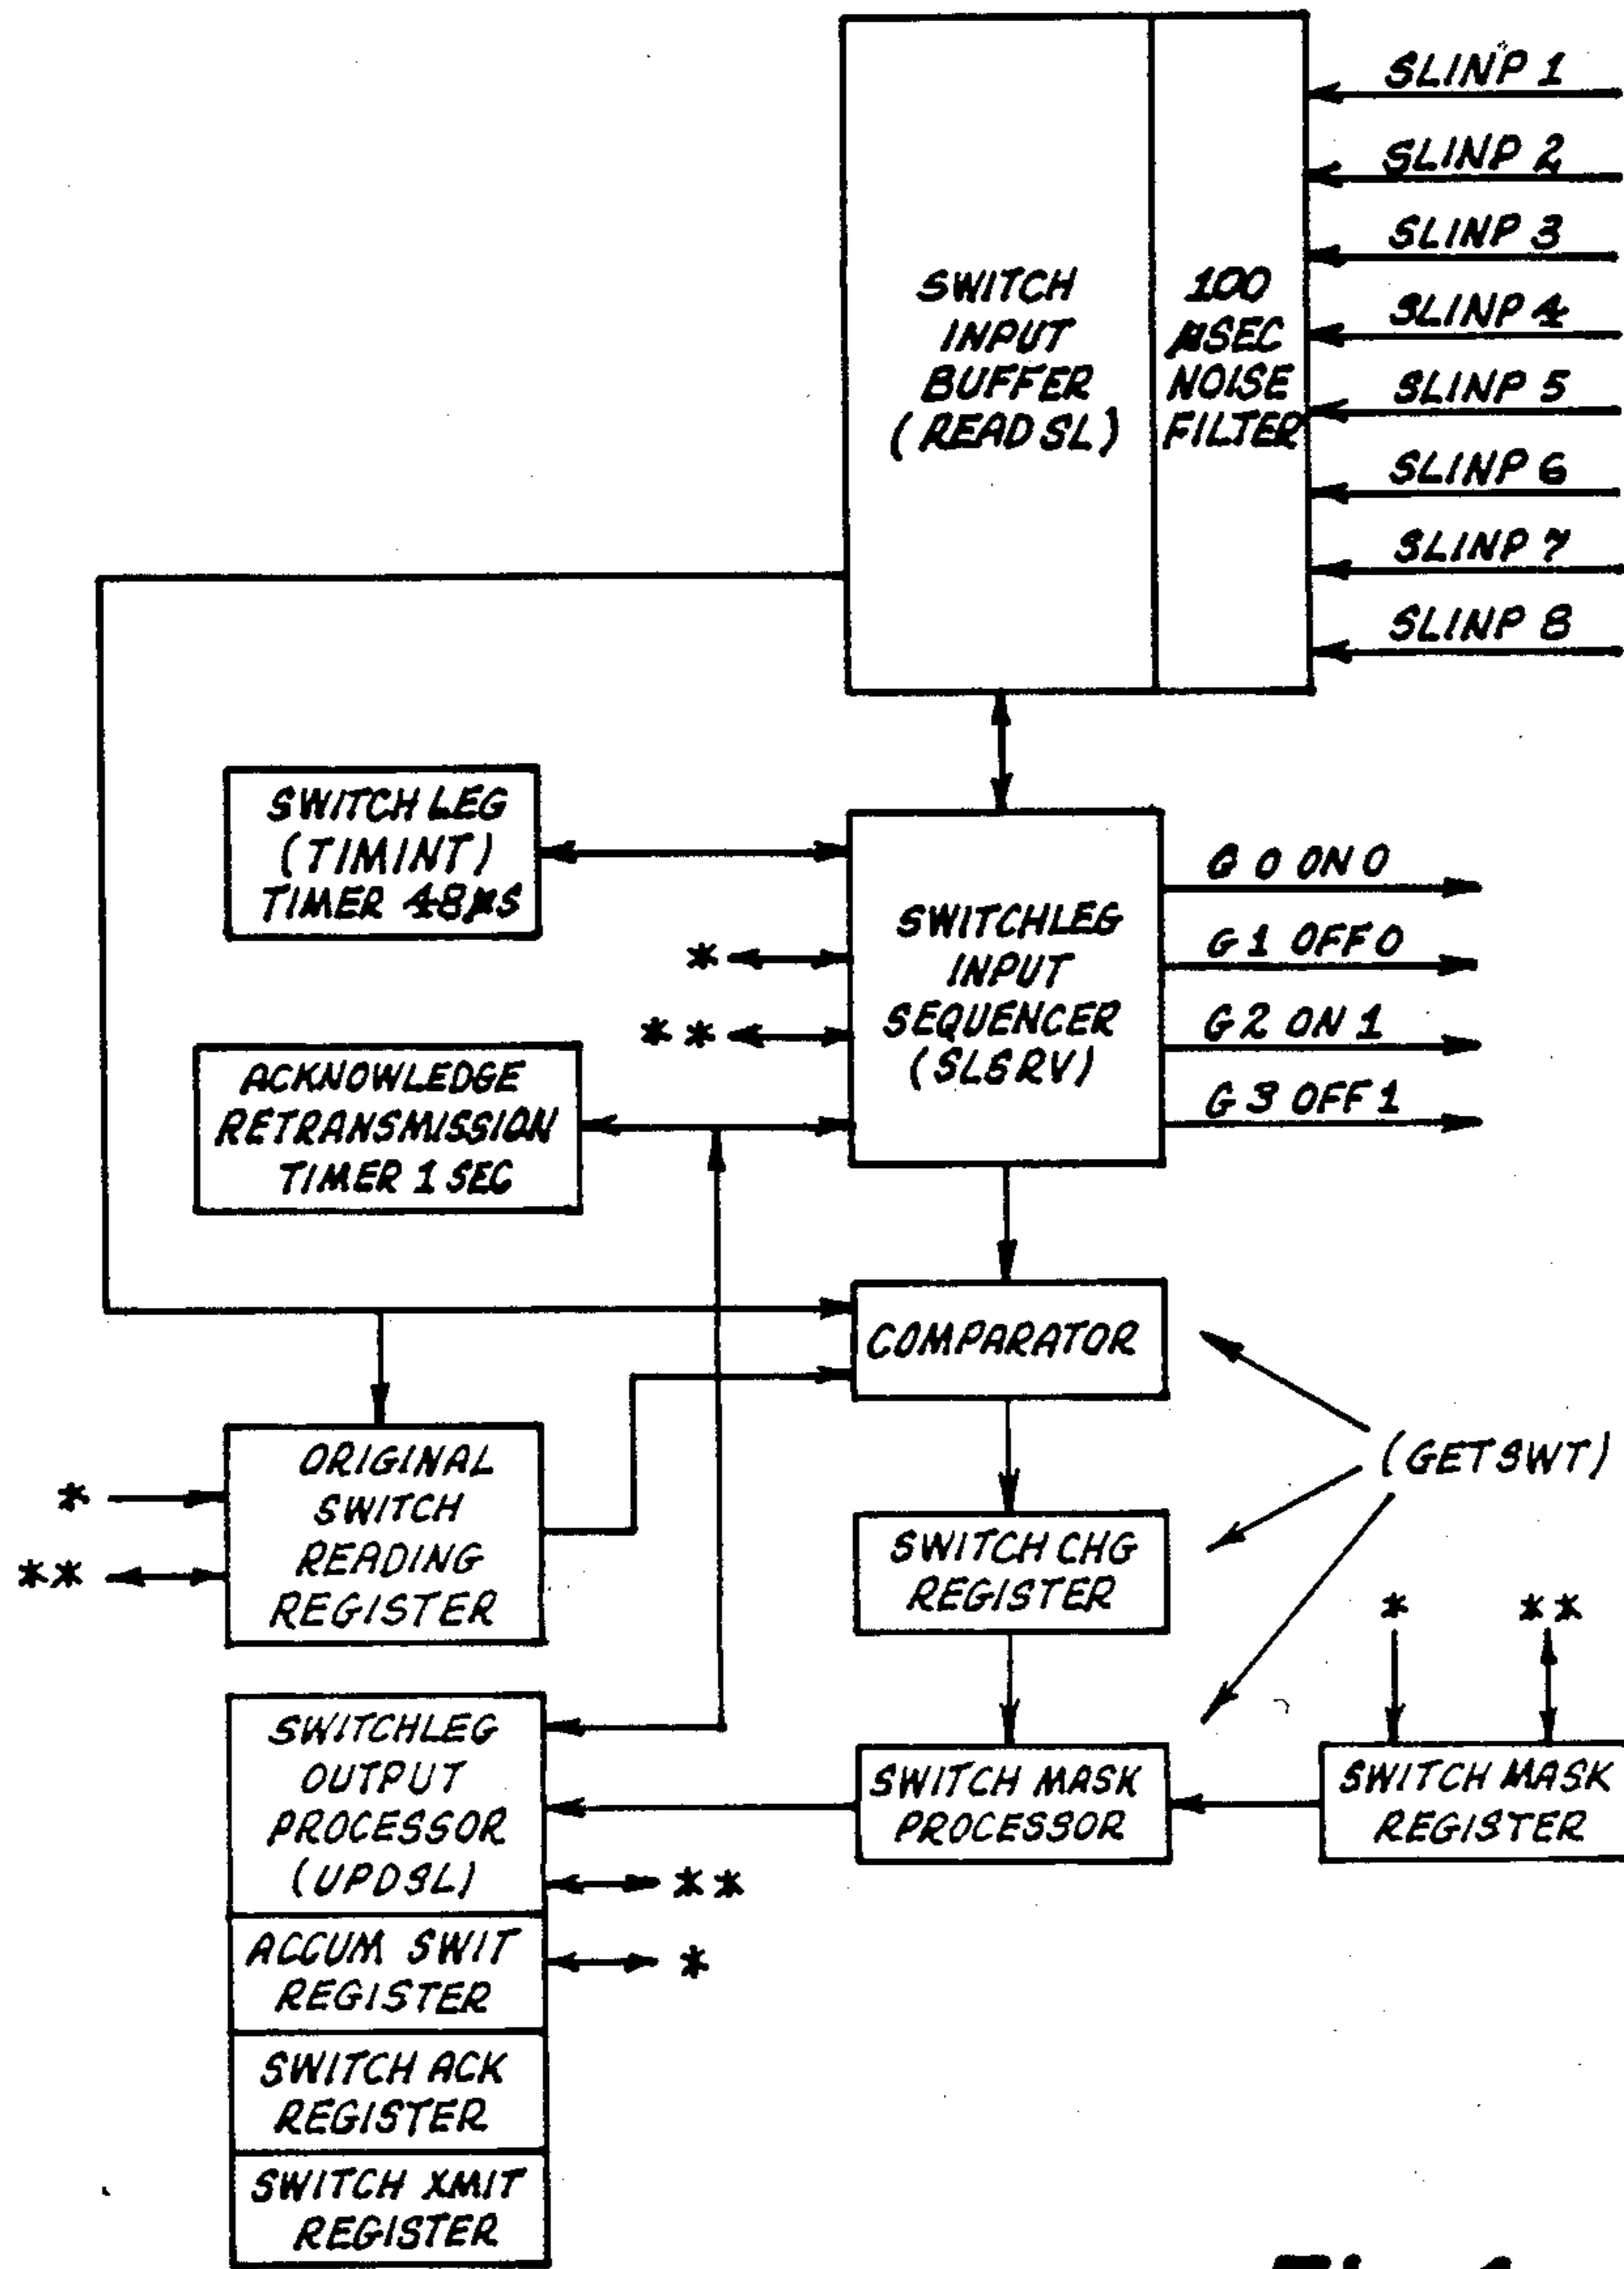 SLINP 1
SLINP 2
SLINP 3
SLINP 4
SLINP 5
SLINP 6
SLINP 7
SLINP 8
SWITCH
INPUT
BUFFER
(READSL)
100
µSEC
NOISE
FILTER
SWITCH LEG
(TIMINT)
TIMER 48µS
SWITCHLEG
INPUT
SEQUENCER
(SLSRV)
G 0 ON 0
G 1 OFF 0
G 2 ON 1
G 3 OFF 1
*
**
ACKNOWLEDGE
RETRANSMISSION
TIMER 1 SEC
COMPARATOR
(GETSWT)
ORIGINAL
SWITCH
READING
REGISTER
*
**
SWITCH CHG
REGISTER
*
**
SWITCHLEG
OUTPUT
PROCESSOR
(UPDSL)
SWITCH MASK
PROCESSOR
SWITCH MASK
REGISTER
**
ACCUM SWIT
REGISTER
*
SWITCH ACK
REGISTER
SWITCH XMIT
REGISTER